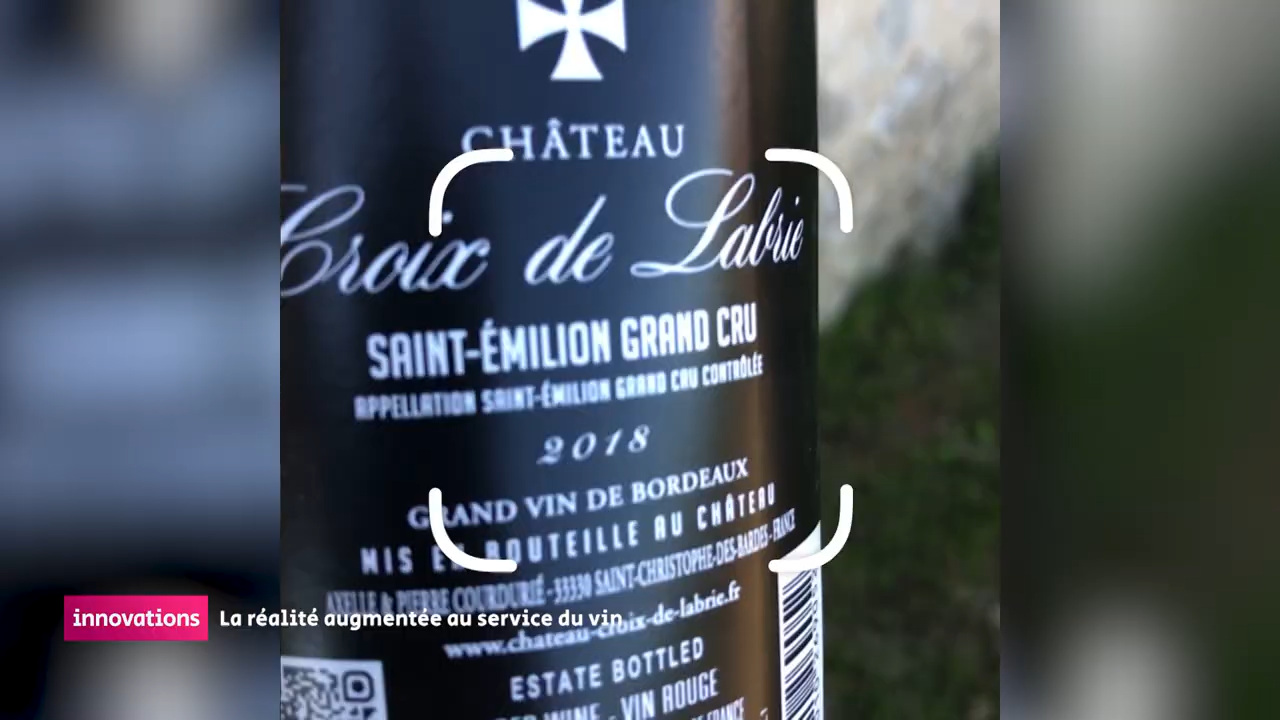 CHÂTEAU
Croix de Labrie
SAINT-ÉMILION GRAND CRU
APPELLATION SAINT-ÉMILION GRAND CRU CONTRÔLÉE
2018
GRAND VIN DE BORDEAUX
MIS EN BOUTEILLE AU CHÂTEAU
AXELLE & PIERRE COURDURIÉ - 33330 SAINT-CHRISTOPHE-DES-BARDES - FRANCE
innovations La réalité augmentée au service du vin
www.chateau-croix-de-labrie.fr
ESTATE BOTTLED
RED WINE - VIN ROUGE
FRANCE